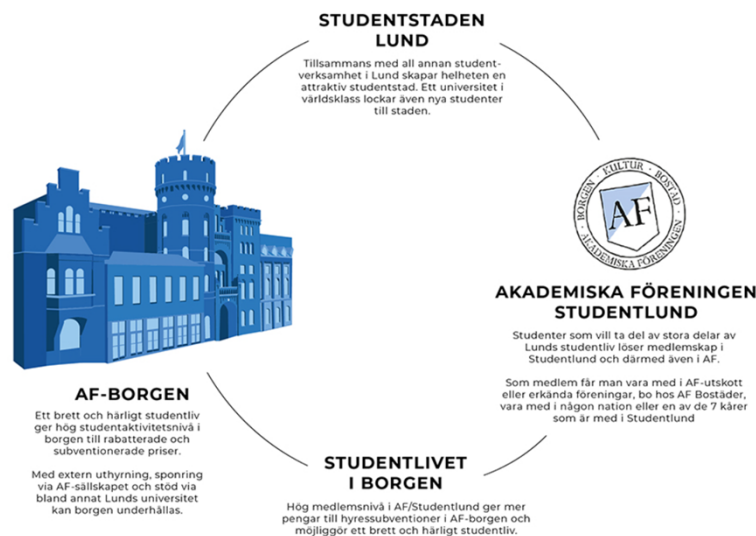 STUDENTSTADEN
LUND
Tillsammans med all annan student-
verksamhet i Lund skapar helheten en
attraktiv studentstad. Ett universitet i
världsklass lockar även nya studenter
till staden.
BORGEN · KULTUR · BOSTAD ·
AKADEMISKA FÖRENINGEN
AF
AKADEMISKA FÖRENINGEN
STUDENTLUND
Studenter som vill ta del av stora delar av
Lunds studentliv löser medlemskap i
Studentlund och därmed även i AF.
Som medlem får man vara med i AF-utskott
eller erkända föreningar, bo hos AF Bostäder,
vara med i någon nation eller en av de 7 kårer
som är med i Studentlund
STUDENTLIVET
I BORGEN
Hög medlemsnivå i AF/Studentlund ger mer
pengar till hyressubventioner i AF-borgen och
möjliggör ett brett och härligt studentliv.
AF-BORGEN
Ett brett och härligt studentliv
ger hög studentaktivitetsnivå i
borgen till rabatterade och
subventionerade priser.
Med extern uthyrning, sponring
via AF-sällskapet och stöd via
bland annat Lunds universitet
kan borgen underhållas.